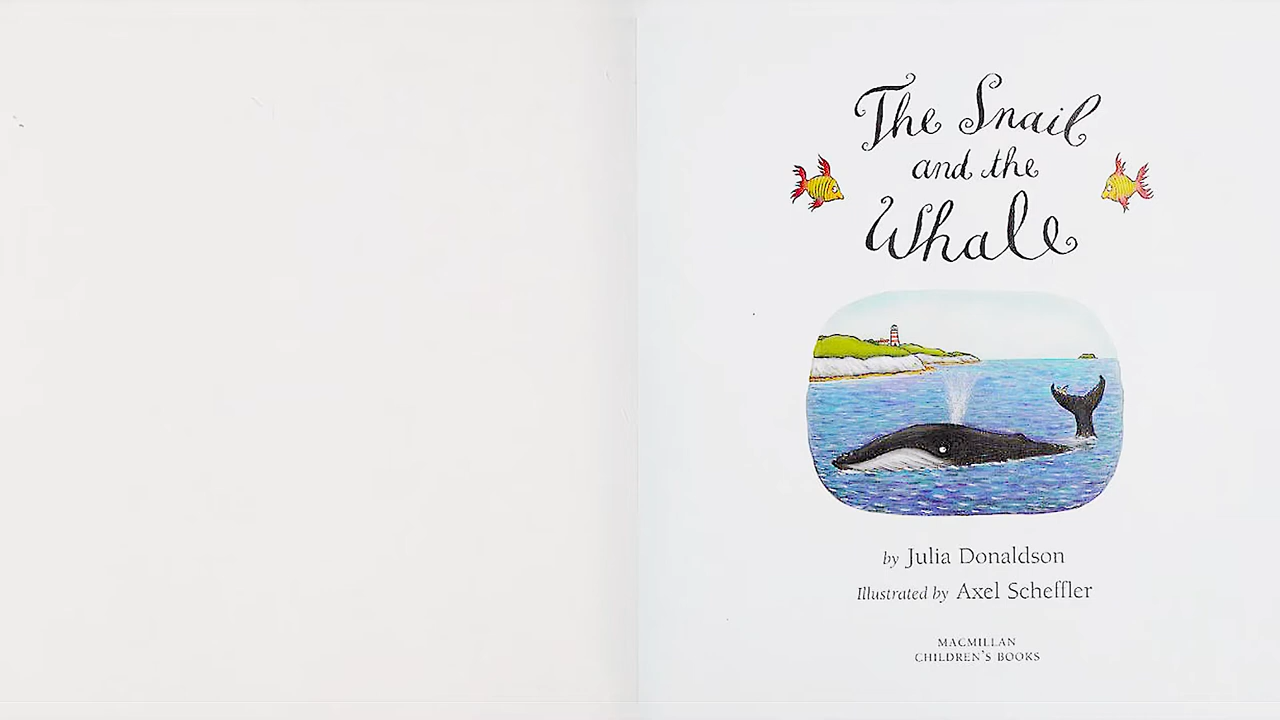 The Snail
and the
Whale
by Julia Donaldson
Illustrated by Axel Scheffler
MACMILLAN
CHILDREN'S BOOKS